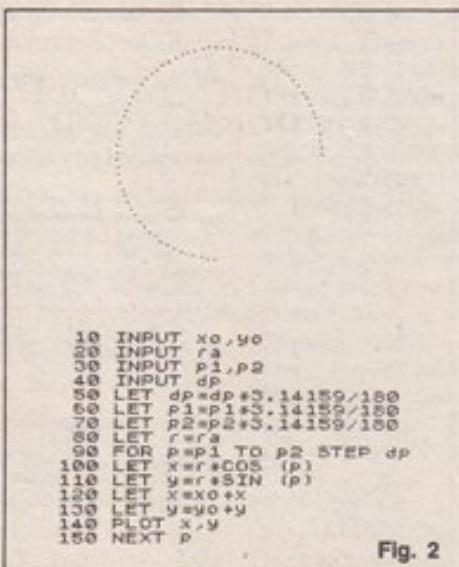 10 INPUT xo,yo
20 INPUT ra
30 INPUT p1,p2
40 INPUT dp
50 LET dp=dp*3.14159/180
60 LET p1=p1*3.14159/180
70 LET p2=p2*3.14159/180
80 LET r=ra
90 FOR p=p1 TO p2 STEP dp
100 LET x=r*COS (p)
110 LET y=r*SIN (p)
120 LET x=xo+x
130 LET y=yo+y
140 PLOT x,y
150 NEXT p
Fig. 2